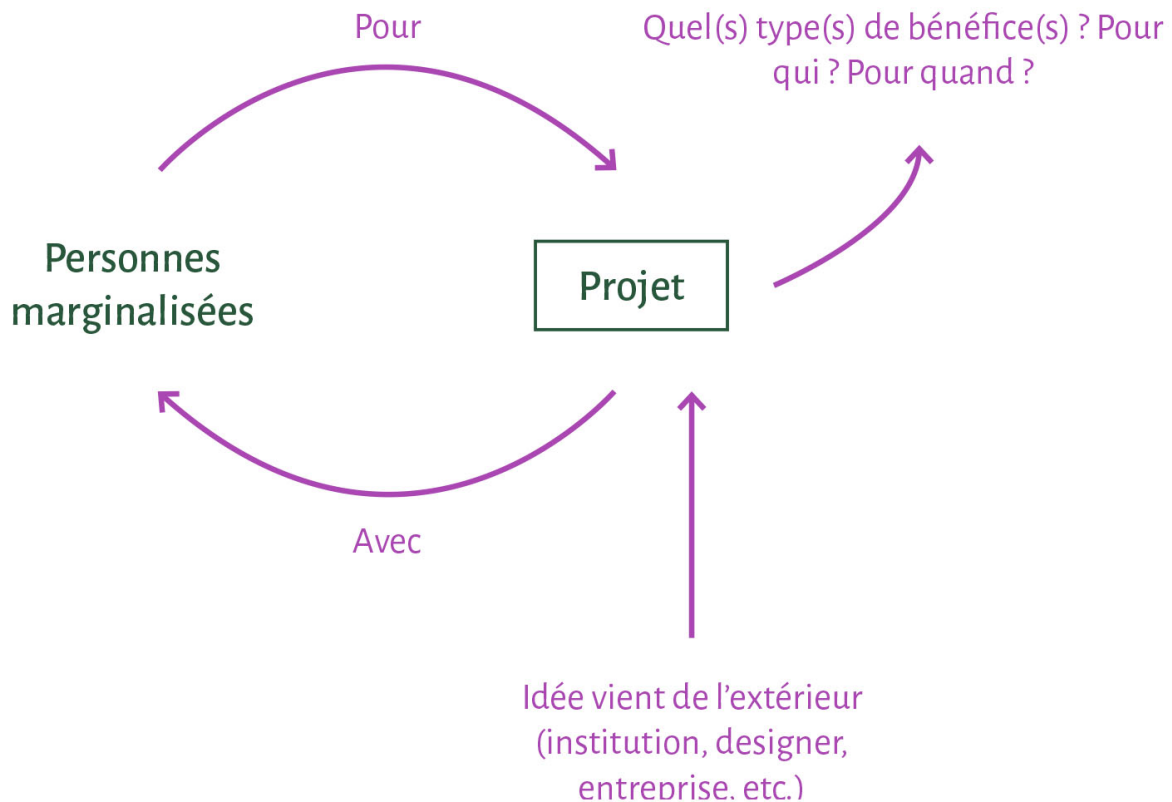 Pour
Quel(s) type(s) de bénéfice(s) ? Pour
qui ? Pour quand ?
Personnes
marginalisées
Projet
Avec
Idée vient de l’extérieur
(institution, designer,
entreprise, etc.)